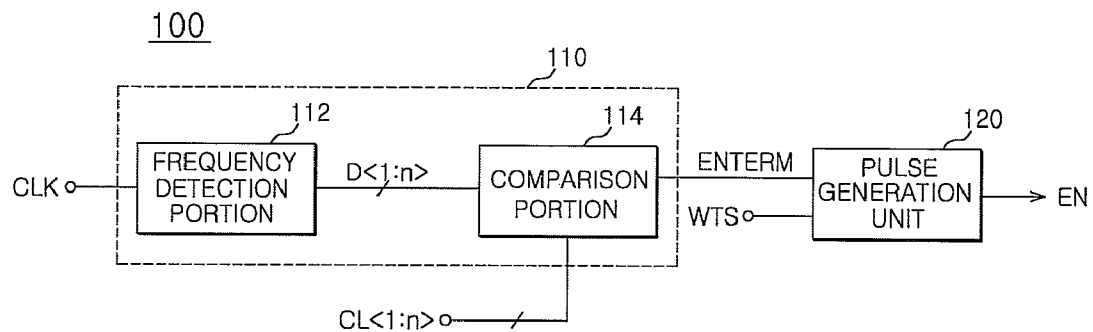 100
110
112
114
120
FREQUENCY
DETECTION
PORTION
CLK
D<1:n>
COMPARISON
PORTION
ENTERM
WTS
PULSE
GENERATION
UNIT
EN
CL<1:n>